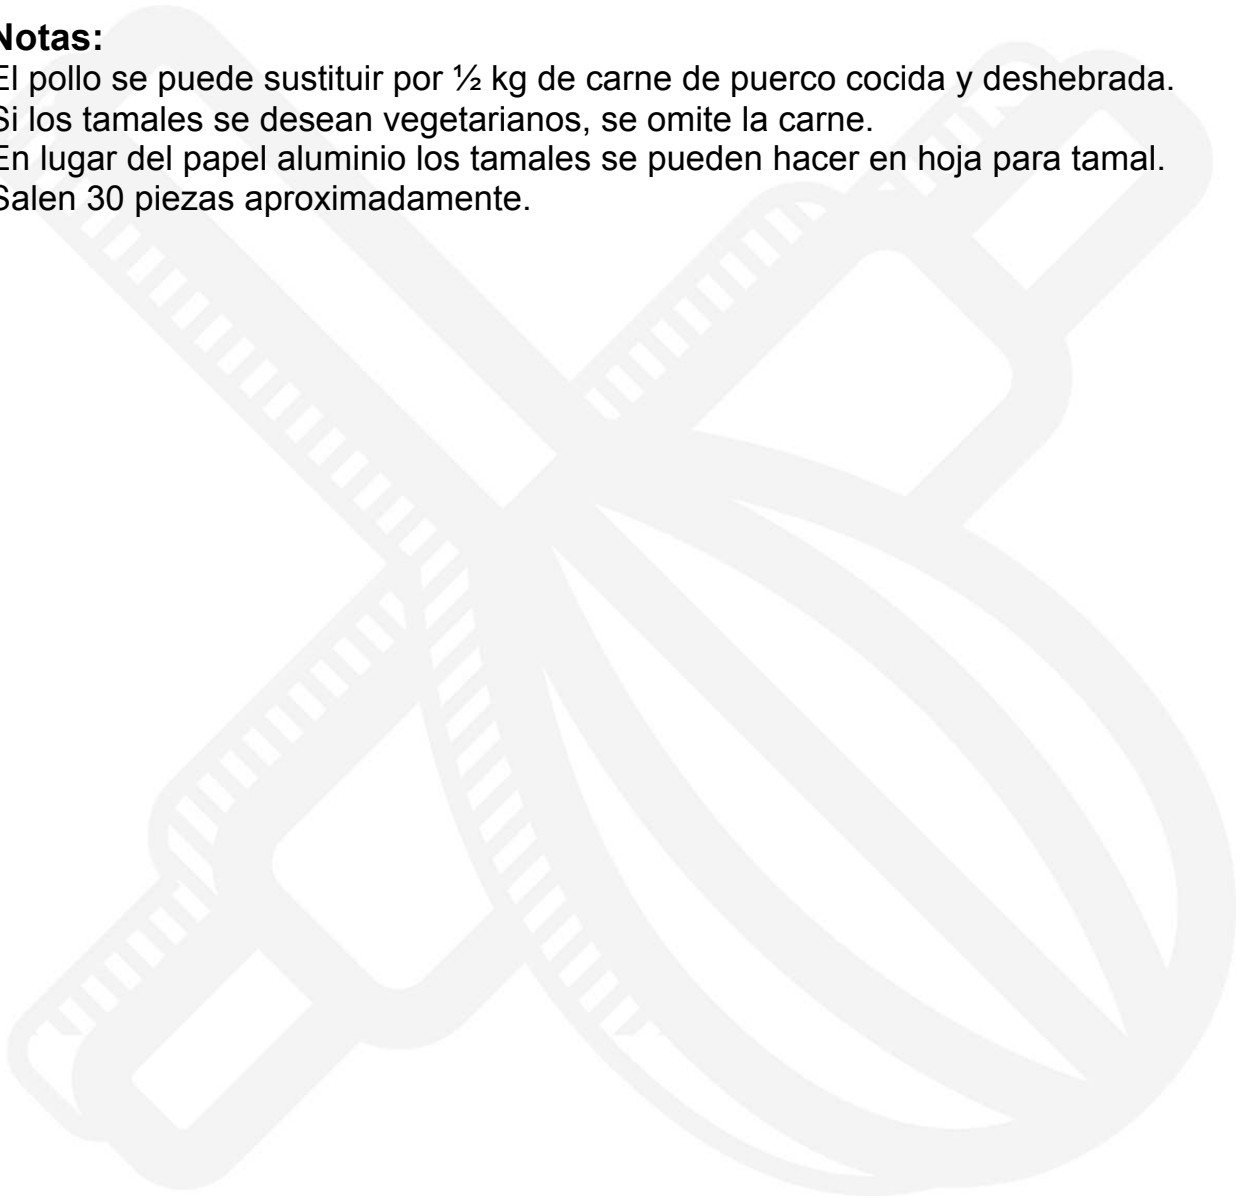 Notas:
El pollo se puede sustituir por ½ kg de carne de puerco cocida y deshebrada.
Si los tamales se desean vegetarianos, se omite la carne.
En lugar del papel aluminio los tamales se pueden hacer en hoja para tamal.
Salen 30 piezas aproximadamente.